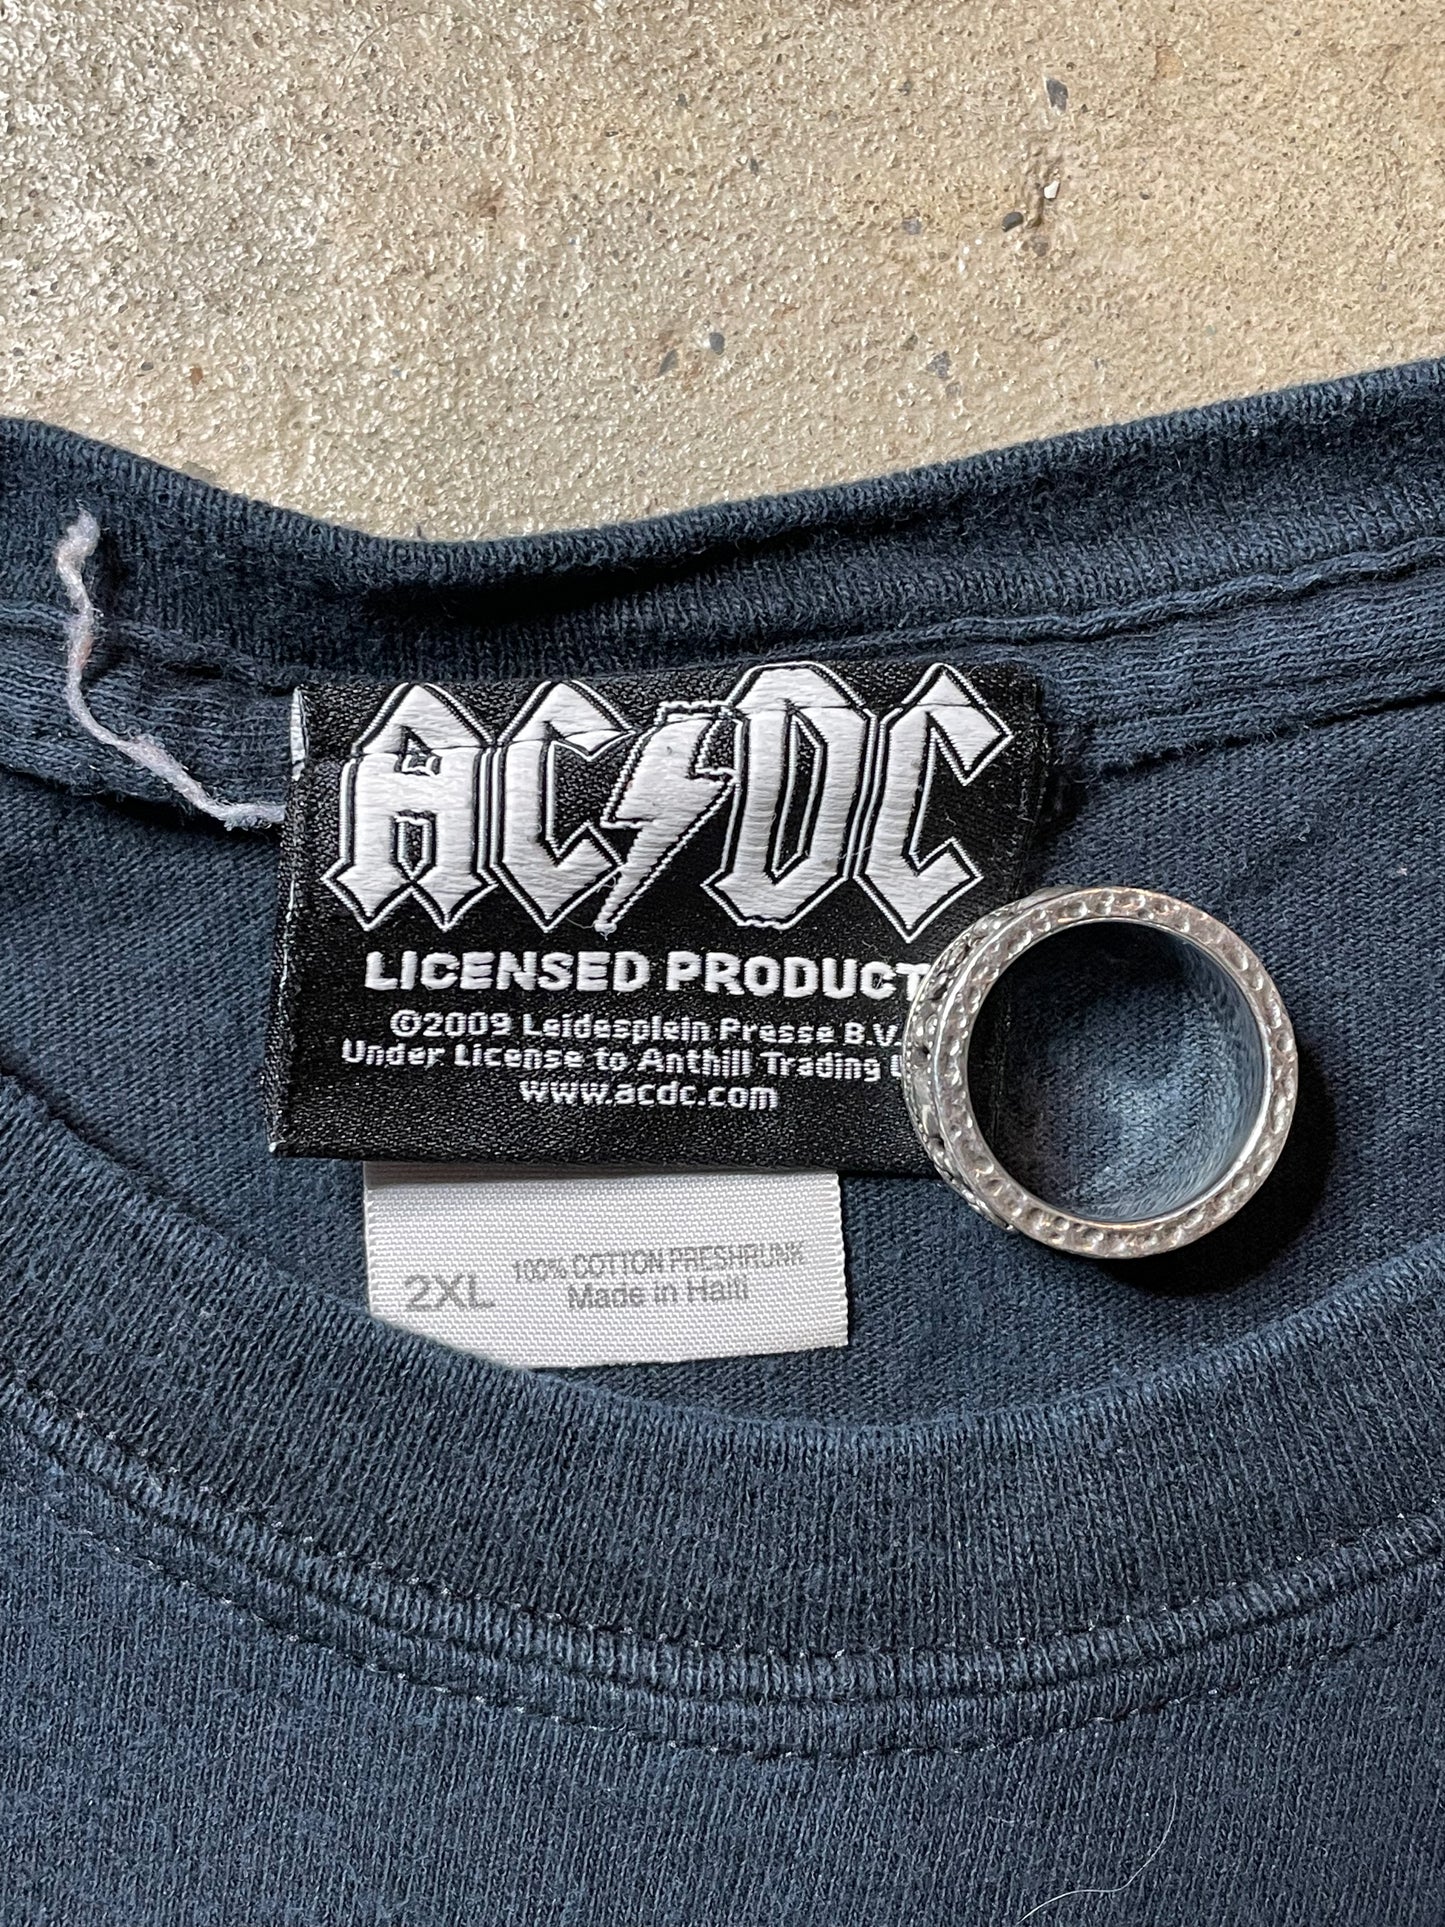 AC/DC
LICENSED PRODUCT
©2009 Leidesplein Presse B.V.
Under License to Anthill Trading
www.acdc.com
2XL
100% COTTON PRESHRUNK
Made in Haiti